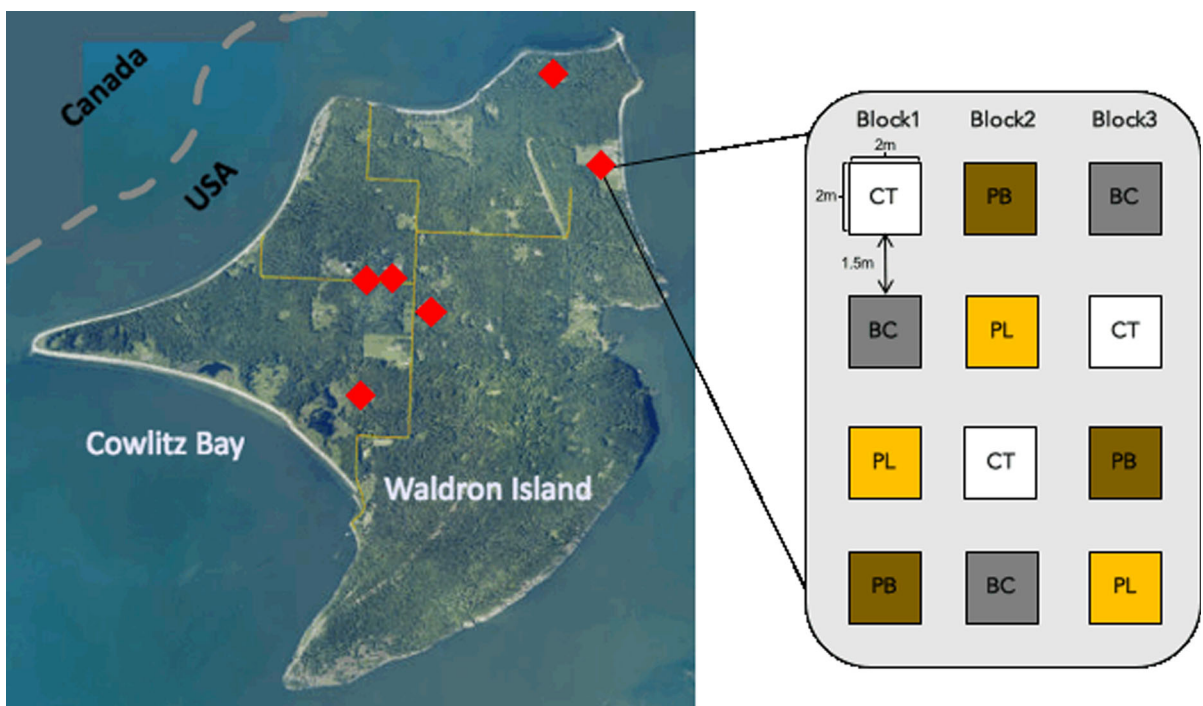 Canada
USA
Cowlitz Bay
Waldron Island
Block1 Block2 Block3
2m
2m
CT PB BC
1.5m
BC PL CT
PL CT PB
PB BC PL